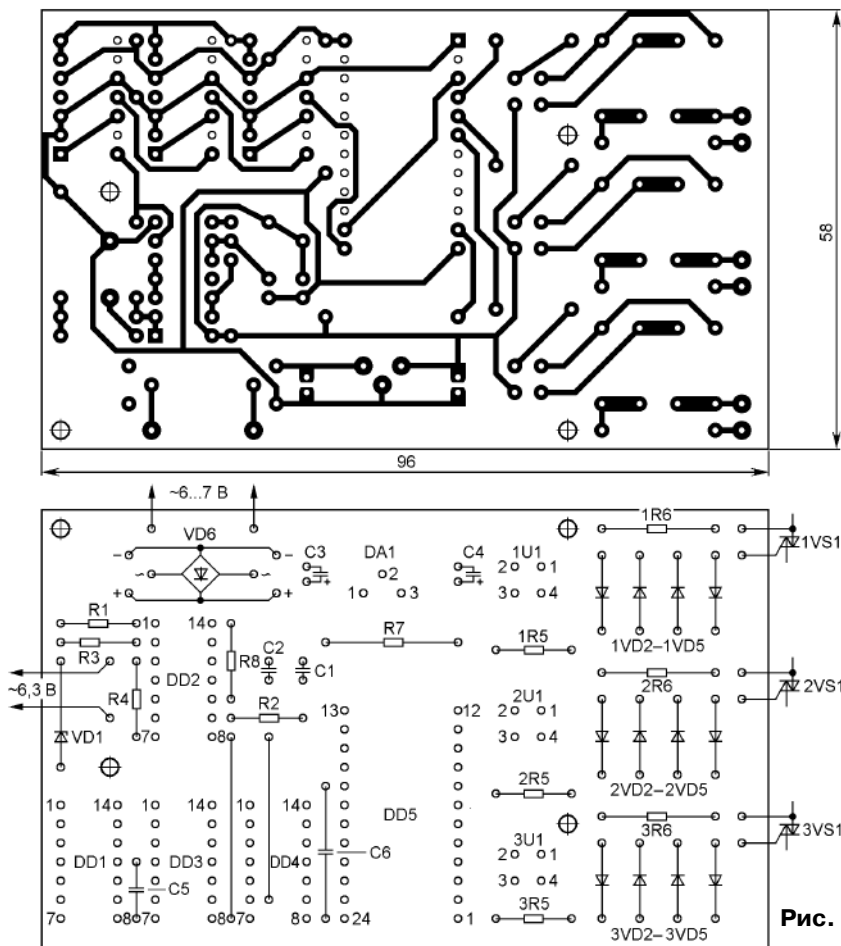 58
96
~6...7 В
VD6
C3
DA1
C4
1U1
1R6
1VS1
– –
~ ~
+ +
+
+
2
1 3
2 1
3 4
R1
1 14
R3
R8
C2
C1
R7
1R5
1VD2–1VD5
~6,3 В
R4
DD2
2U1
2R6
2VS1
R2
2 1
3 4
VD1
7 8
13 12
2R5
2VD2–2VD5
1 14 1 14
DD5
3R6
3VS1
3U1
DD1 DD3 DD4
C6
2 1
3 4
C5
7 8 7 8 7 8
24 1
3R5
3VD2–3VD5
Рис.